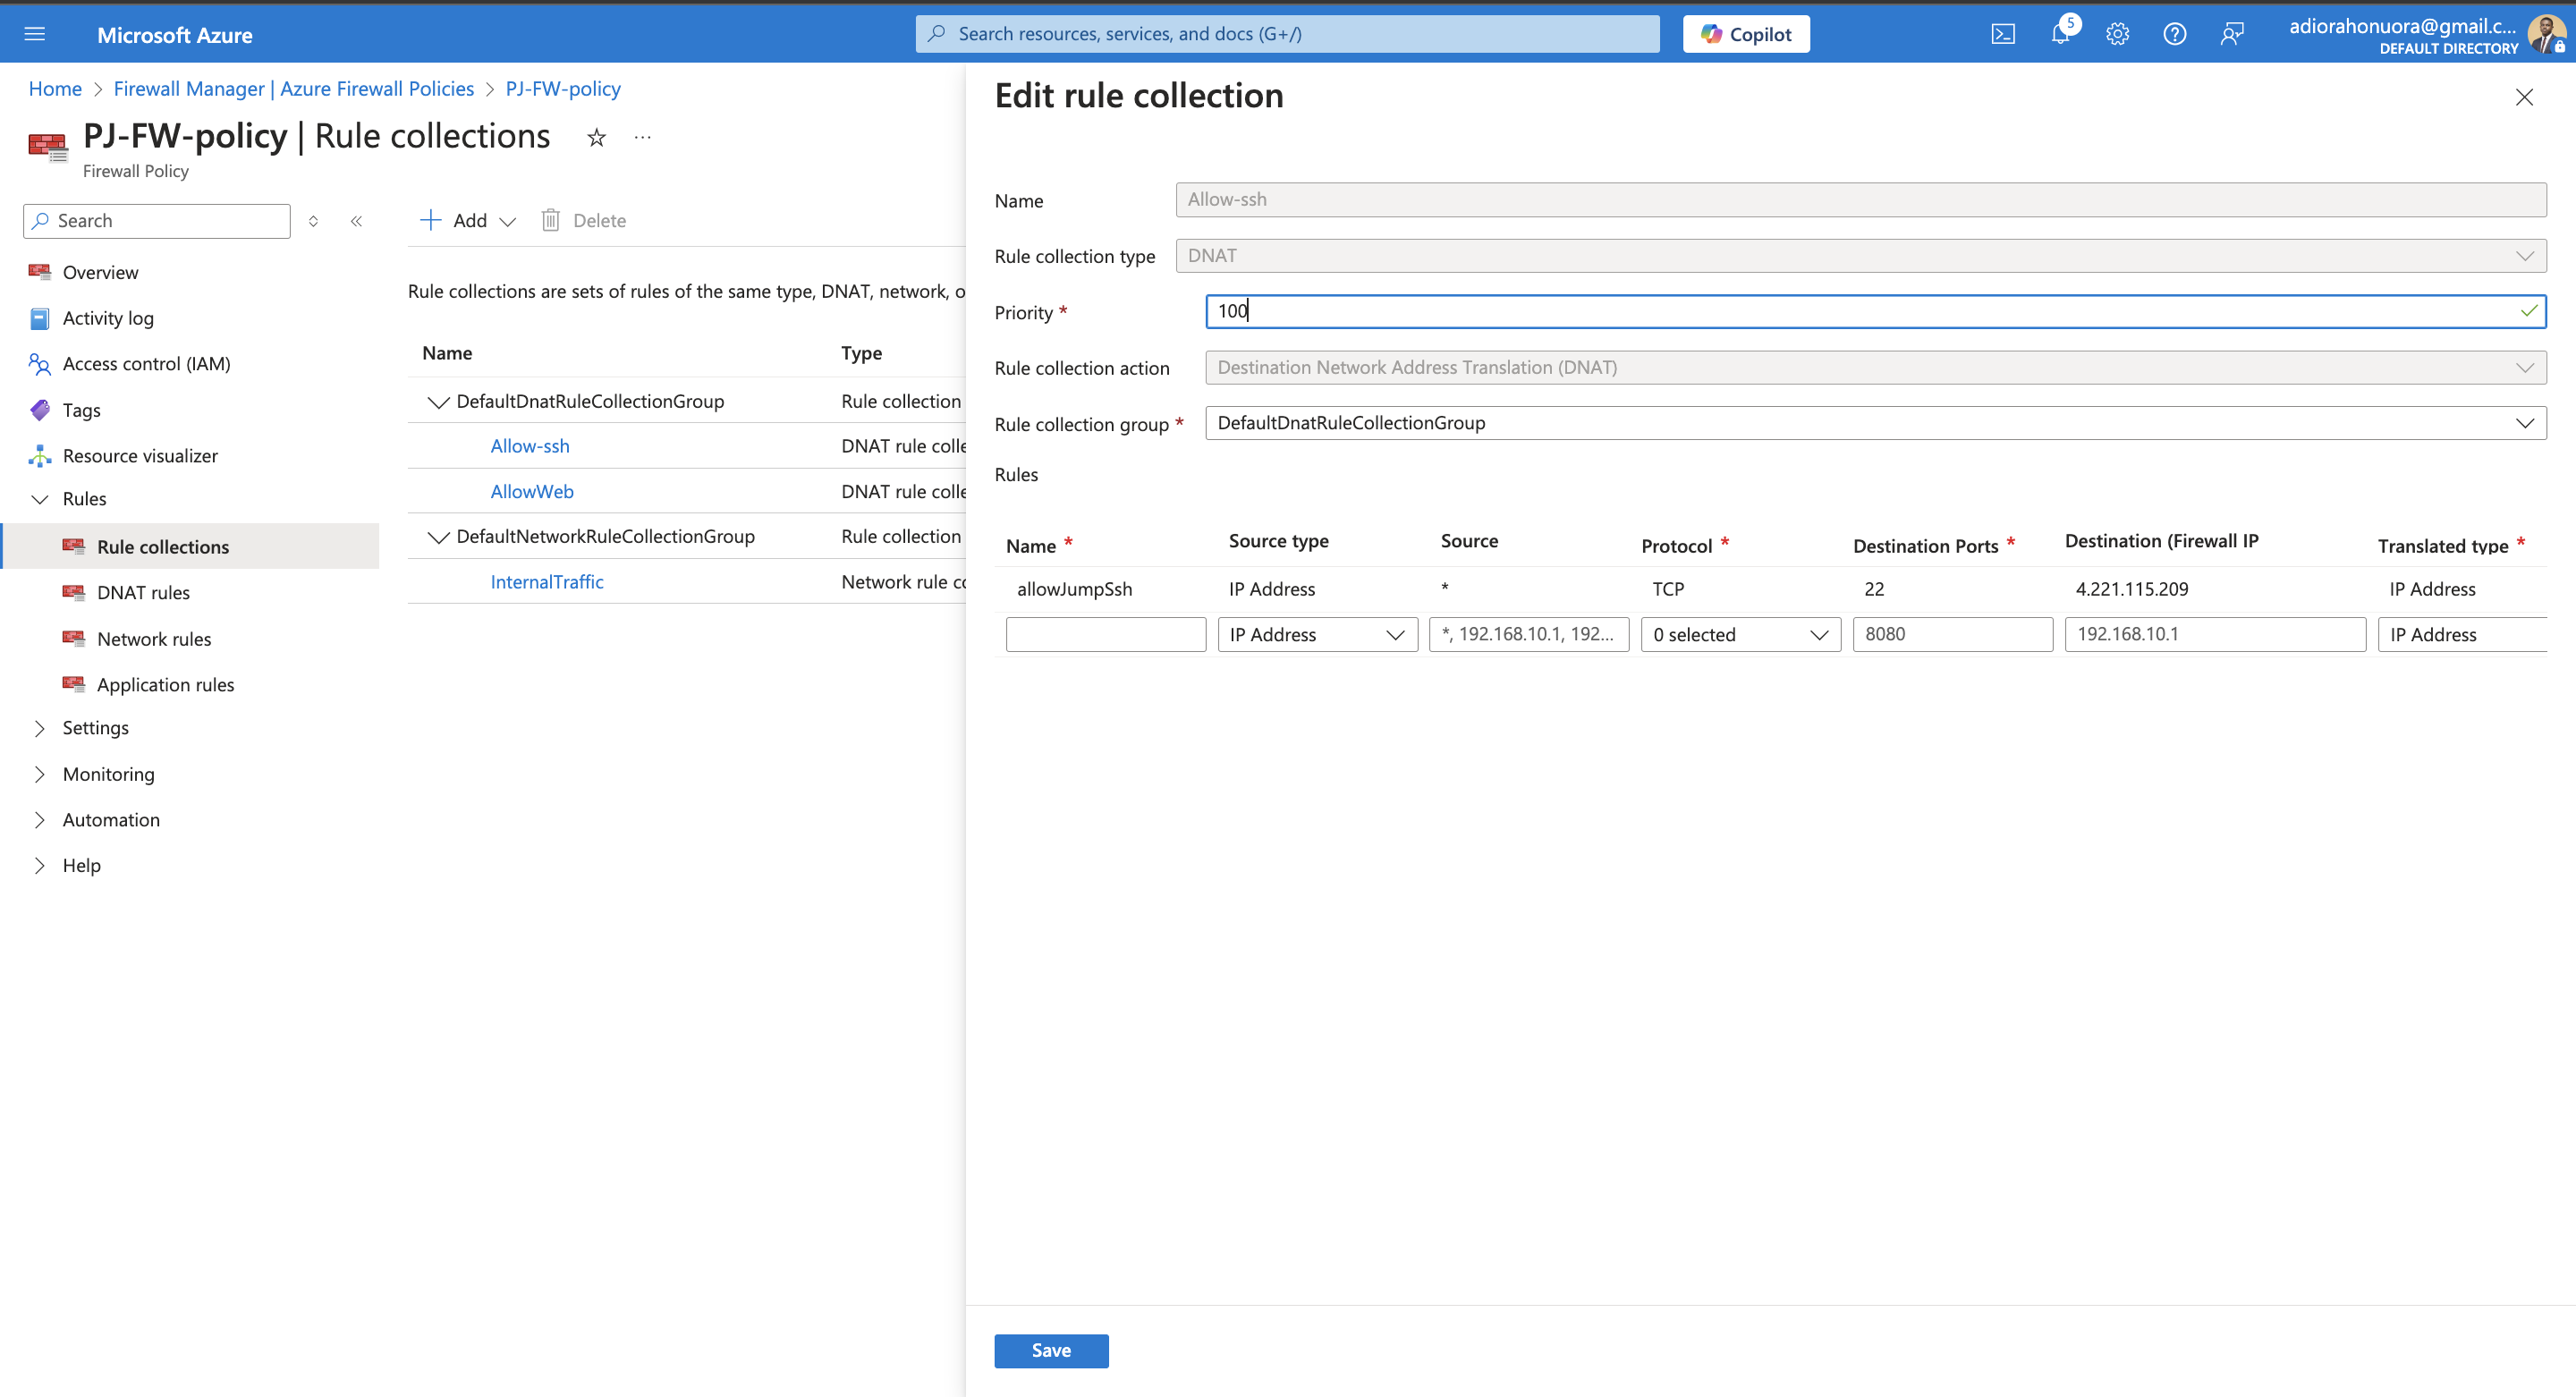 Microsoft Azure
Search resources, services, and docs (G+/)
Copilot
5
adiorahonuora@gmail.c...
DEFAULT DIRECTORY
Home > Firewall Manager | Azure Firewall Policies > PJ-FW-policy
PJ-FW-policy | Rule collections
Firewall Policy
Search
Overview
Activity log
Access control (IAM)
Tags
Resource visualizer
Rules
Rule collections
DNAT rules
Network rules
Application rules
Settings
Monitoring
Automation
Help
Add
Delete
Rule collections are sets of rules of the same type, DNAT, network, o
Name Type
DefaultDnatRuleCollectionGroup Rule collection
Allow-ssh DNAT rule colle
AllowWeb DNAT rule colle
DefaultNetworkRuleCollectionGroup Rule collection
InternalTraffic Network rule co
Edit rule collection
Name Allow-ssh
Rule collection type DNAT
Priority * 100
Rule collection action Destination Network Address Translation (DNAT)
Rule collection group * DefaultDnatRuleCollectionGroup
Rules
Name * Source type Source Protocol * Destination Ports * Destination (Firewall IP Translated type *
allowJumpSsh IP Address * TCP 22 4.221.115.209 IP Address
IP Address *, 192.168.10.1, 192... 0 selected 8080 192.168.10.1 IP Address
Save